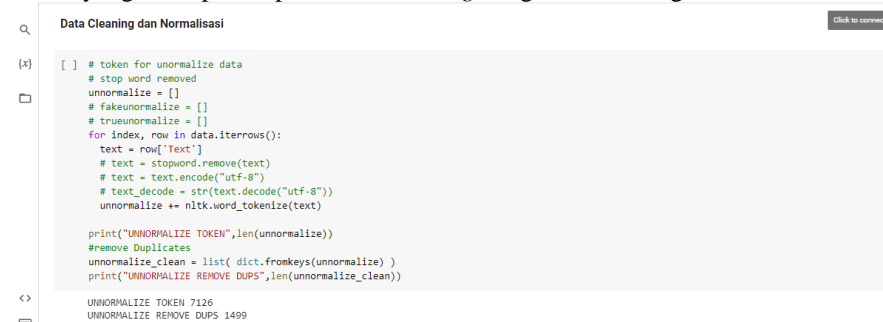 Data Cleaning dan Normalisasi
Click to connec
{x}
[ ] # token for unormalize data
# stop word removed
unnormalize = []
# fakeunormalize = []
# trueunormalize = []
for index, row in data.iterrows():
text = row['Text']
# text = stopword.remove(text)
# text = text.encode("utf-8")
# text_decode = str(text.decode("utf-8"))
unnormalize += nltk.word_tokenize(text)
print("UNNORMALIZE TOKEN",len(unnormalize))
#remove Duplicates
unnormalize_clean = list( dict.fromkeys(unnormalize) )
print("UNNORMALIZE REMOVE DUPS",len(unnormalize_clean))
<>
UNNORMALIZE TOKEN 7126
UNNORMALIZE REMOVE DUPS 1499